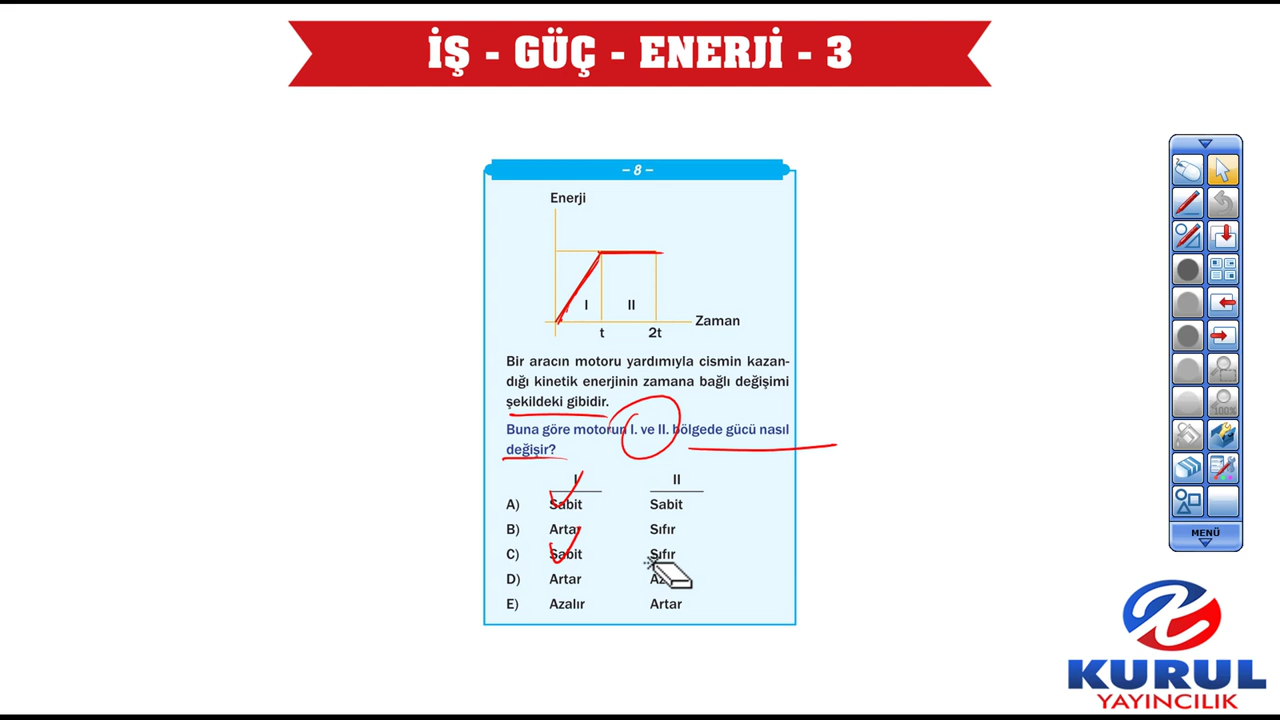 İŞ - GÜÇ - ENERJİ - 3
– 8 –
Enerji
I II
Zaman
t 2t
Bir aracın motoru yardımıyla cismin kazan-
dığı kinetik enerjinin zamana bağlı değişimi
şekildeki gibidir.
Buna göre motorun I. ve II. bölgede gücü nasıl
değişir?
I II
A) Sabit Sabit
B) Artar Sıfır
C) Sabit Sıfır
D) Artar
E) Azalır Artar
100%
MENÜ
KURUL
YAYINCILIK